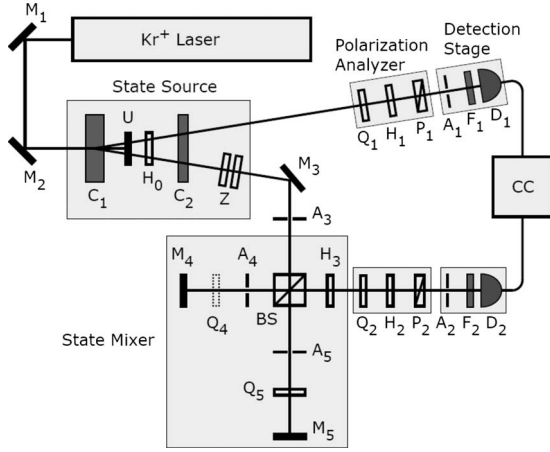 M1
Kr+ Laser
Polarization
Analyzer
Detection
Stage
State Source
U
M2
C1
H0
C2
Z
M3
Q1
H1
P1
A1
F1
D1
CC
A3
M4
A4
H3
Q4
BS
Q2
H2
P2
A2
F2
D2
State Mixer
A5
Q5
M5